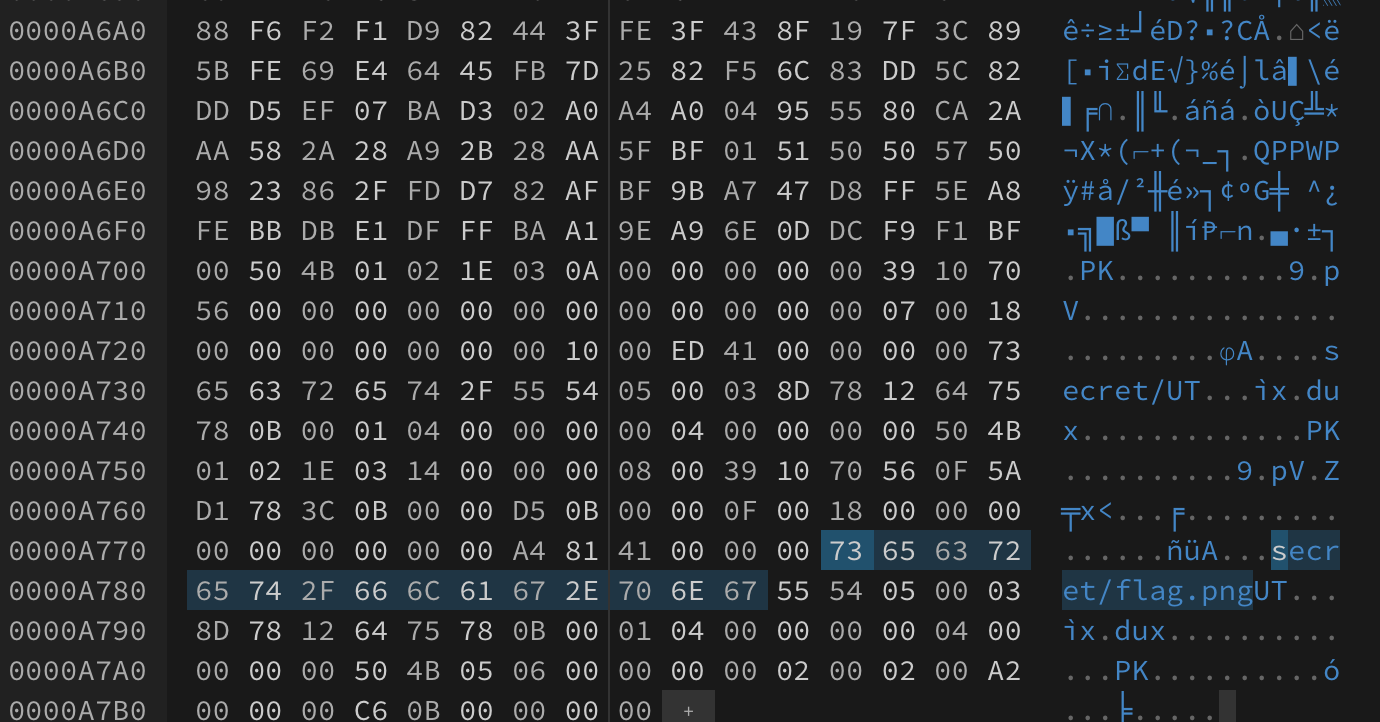 0000A6A0 88 F6 F2 F1 D9 82 44 3F FE 3F 43 8F 19 7F 3C 89 ê÷≥±┘éD?▪?CÅ.⌂<ë
0000A6B0 5B FE 69 E4 64 45 FB 7D 25 82 F5 6C 83 DD 5C 82 [▪iΣdE√}%é⌡lâ▌\é
0000A6C0 DD D5 EF 07 BA D3 02 A0 A4 A0 04 95 55 80 CA 2A ▌╒∩.║╙.áñá.òUÇ╩*
0000A6D0 AA 58 2A 28 A9 2B 28 AA 5F BF 01 51 50 50 57 50 ¬X*(⌐+(¬_┐.QPPWP
0000A6E0 98 23 86 2F FD D7 82 AF BF 9B A7 47 D8 FF 5E A8 ÿ#å/²╫é»┐¢ºG╪ ^¿
0000A6F0 FE BB DB E1 DF FF BA A1 9E A9 6E 0D DC F9 F1 BF ▪╗█ß▀ ║í₧⌐n.▄·±┐
0000A700 00 50 4B 01 02 1E 03 0A 00 00 00 00 00 39 10 70 .PK..........9.p
0000A710 56 00 00 00 00 00 00 00 00 00 00 00 00 07 00 18 V...............
0000A720 00 00 00 00 00 00 00 10 00 ED 41 00 00 00 00 73 .........φA....s
0000A730 65 63 72 65 74 2F 55 54 05 00 03 8D 78 12 64 75 ecret/UT...ìx.du
0000A740 78 0B 00 01 04 00 00 00 00 04 00 00 00 00 50 4B x.............PK
0000A750 01 02 1E 03 14 00 00 00 08 00 39 10 70 56 0F 5A ..........9.pV.Z
0000A760 D1 78 3C 0B 00 00 D5 0B 00 00 0F 00 18 00 00 00 ╤x<...╒.........
0000A770 00 00 00 00 00 00 A4 81 41 00 00 00 73 65 63 72 ......ñüA...secr
0000A780 65 74 2F 66 6C 61 67 2E 70 6E 67 55 54 05 00 03 et/flag.pngUT...
0000A790 8D 78 12 64 75 78 0B 00 01 04 00 00 00 00 04 00 ìx.dux..........
0000A7A0 00 00 00 50 4B 05 06 00 00 00 00 02 00 02 00 A2 ...PK..........ó
0000A7B0 00 00 00 C6 0B 00 00 00 00 + ...╞.....